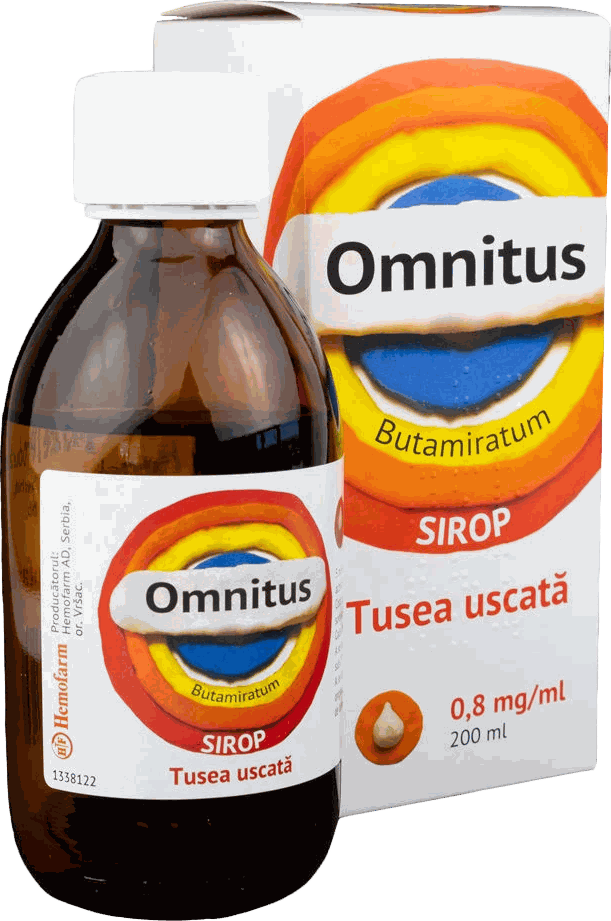 Omnitus
Butamiratum
SIROP
Tusea uscată
0,8 mg/ml
200 ml
Omnitus
Butamiratum
SIROP
Tusea uscată
Producătorul:
Hemofarm AD, Serbia,
or. Vršac.
HF Hemofarm
1338122